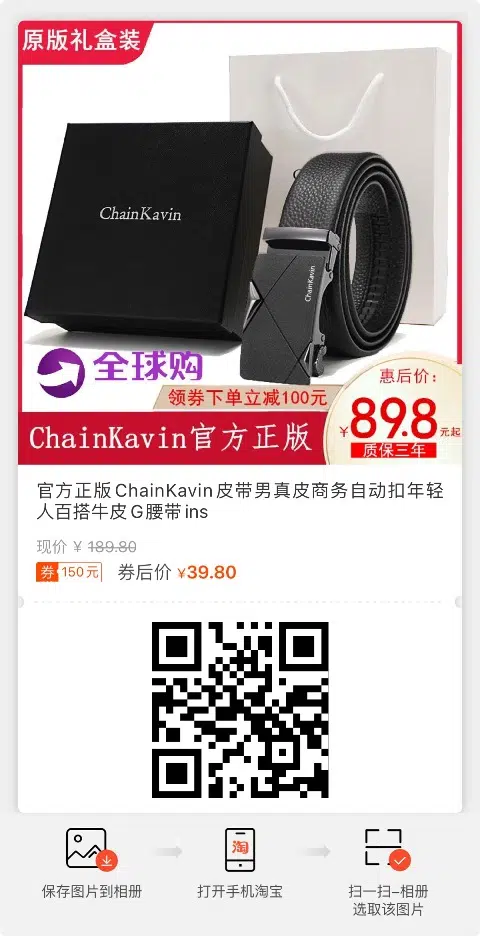 原版礼盒装
ChainKavin
ChainKavin
全球购
惠后价：
领券下单立减100元
¥89.8元起
质保三年
ChainKavin官方正版
官方正版ChainKavin皮带男真皮商务自动扣年轻
人百搭牛皮G腰带ins
现价 ¥ 189.80
券 150元 券后价 ¥39.80
淘
保存图片到相册
打开手机淘宝
扫一扫-相册
选取该图片